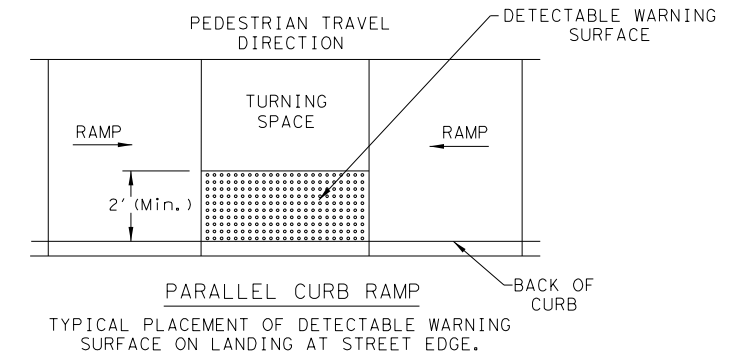 PEDESTRIAN TRAVEL
DIRECTION
DETECTABLE WARNING
SURFACE
TURNING
SPACE
RAMP
RAMP
2' (Min.)
BACK OF
CURB
PARALLEL CURB RAMP
TYPICAL PLACEMENT OF DETECTABLE WARNING
SURFACE ON LANDING AT STREET EDGE.